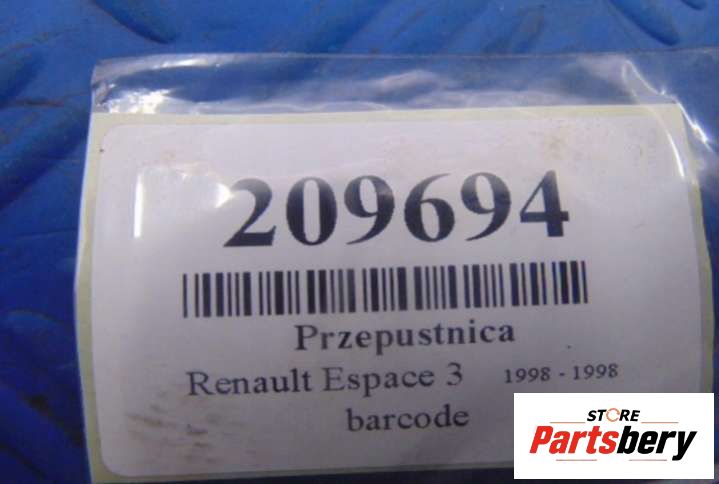 209694
Przepustnica
Renault Espace 3 1998 - 1998
barcode
STORE
Partsbery